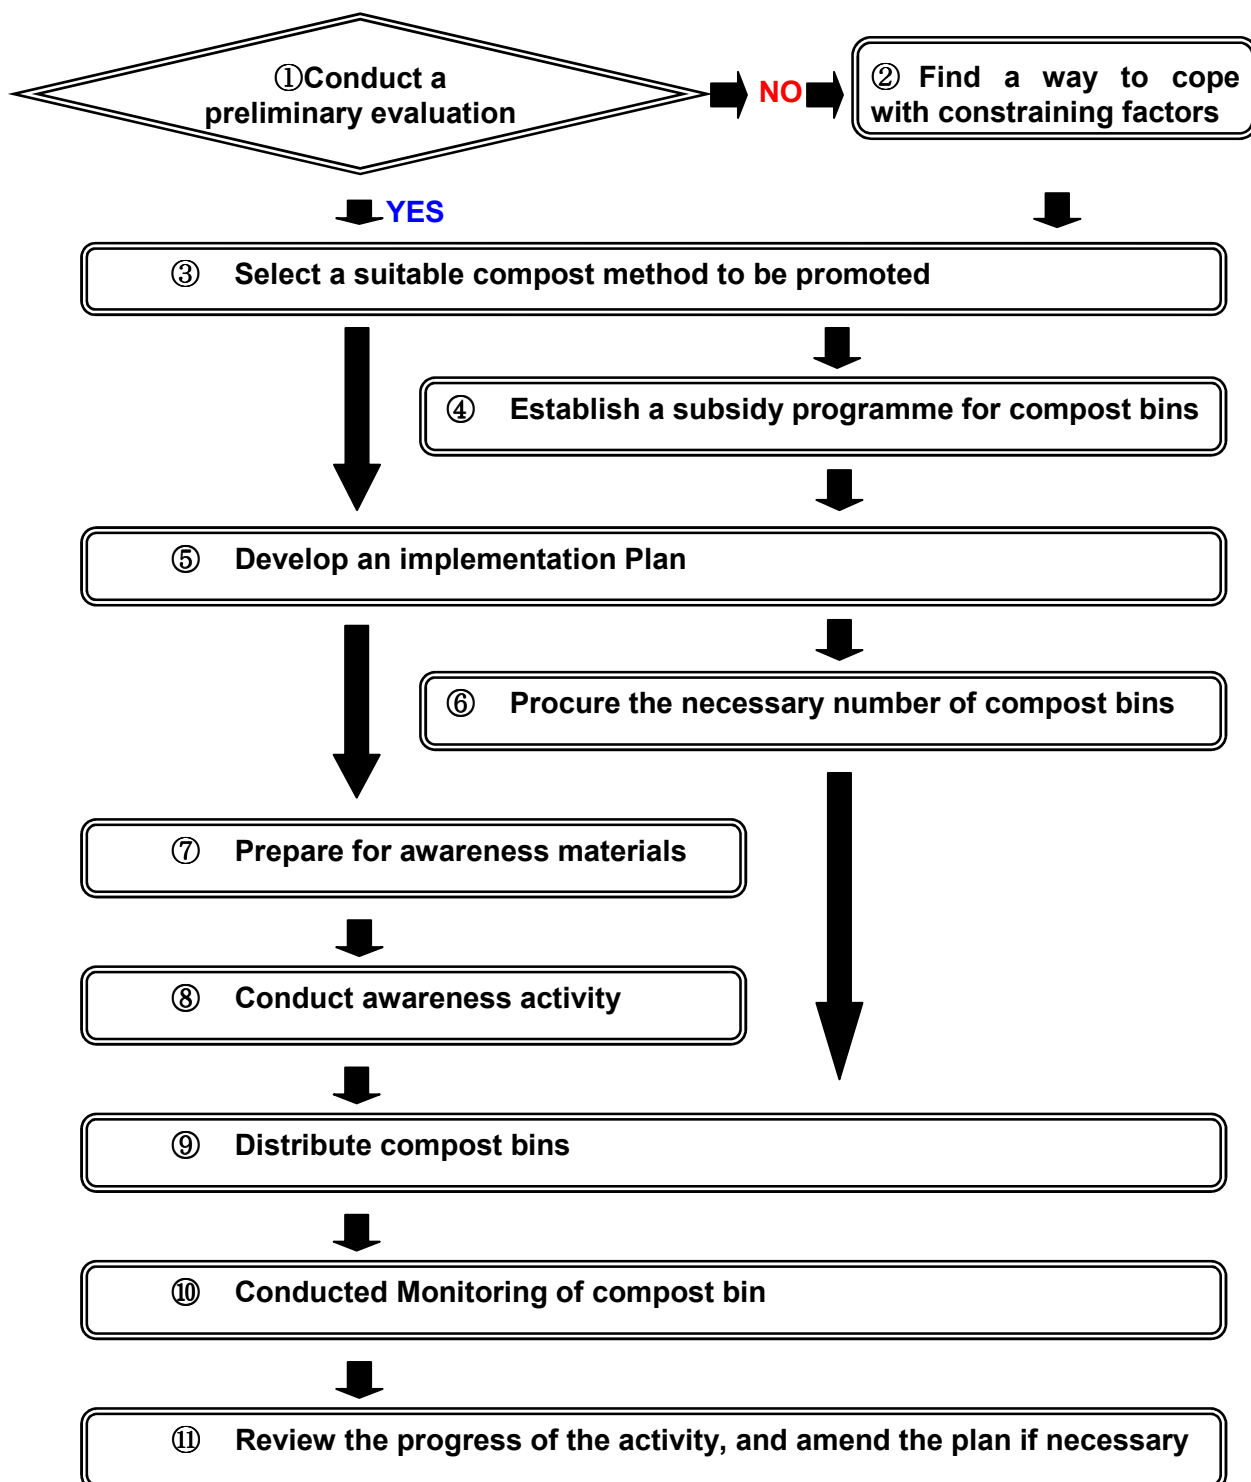 ①Conduct a
preliminary evaluation
NO
② Find a way to cope
with constraining factors
YES
③ Select a suitable compost method to be promoted
④ Establish a subsidy programme for compost bins
⑤ Develop an implementation Plan
⑥ Procure the necessary number of compost bins
⑦ Prepare for awareness materials
⑧ Conduct awareness activity
⑨ Distribute compost bins
⑩ Conducted Monitoring of compost bin
⑪ Review the progress of the activity, and amend the plan if necessary